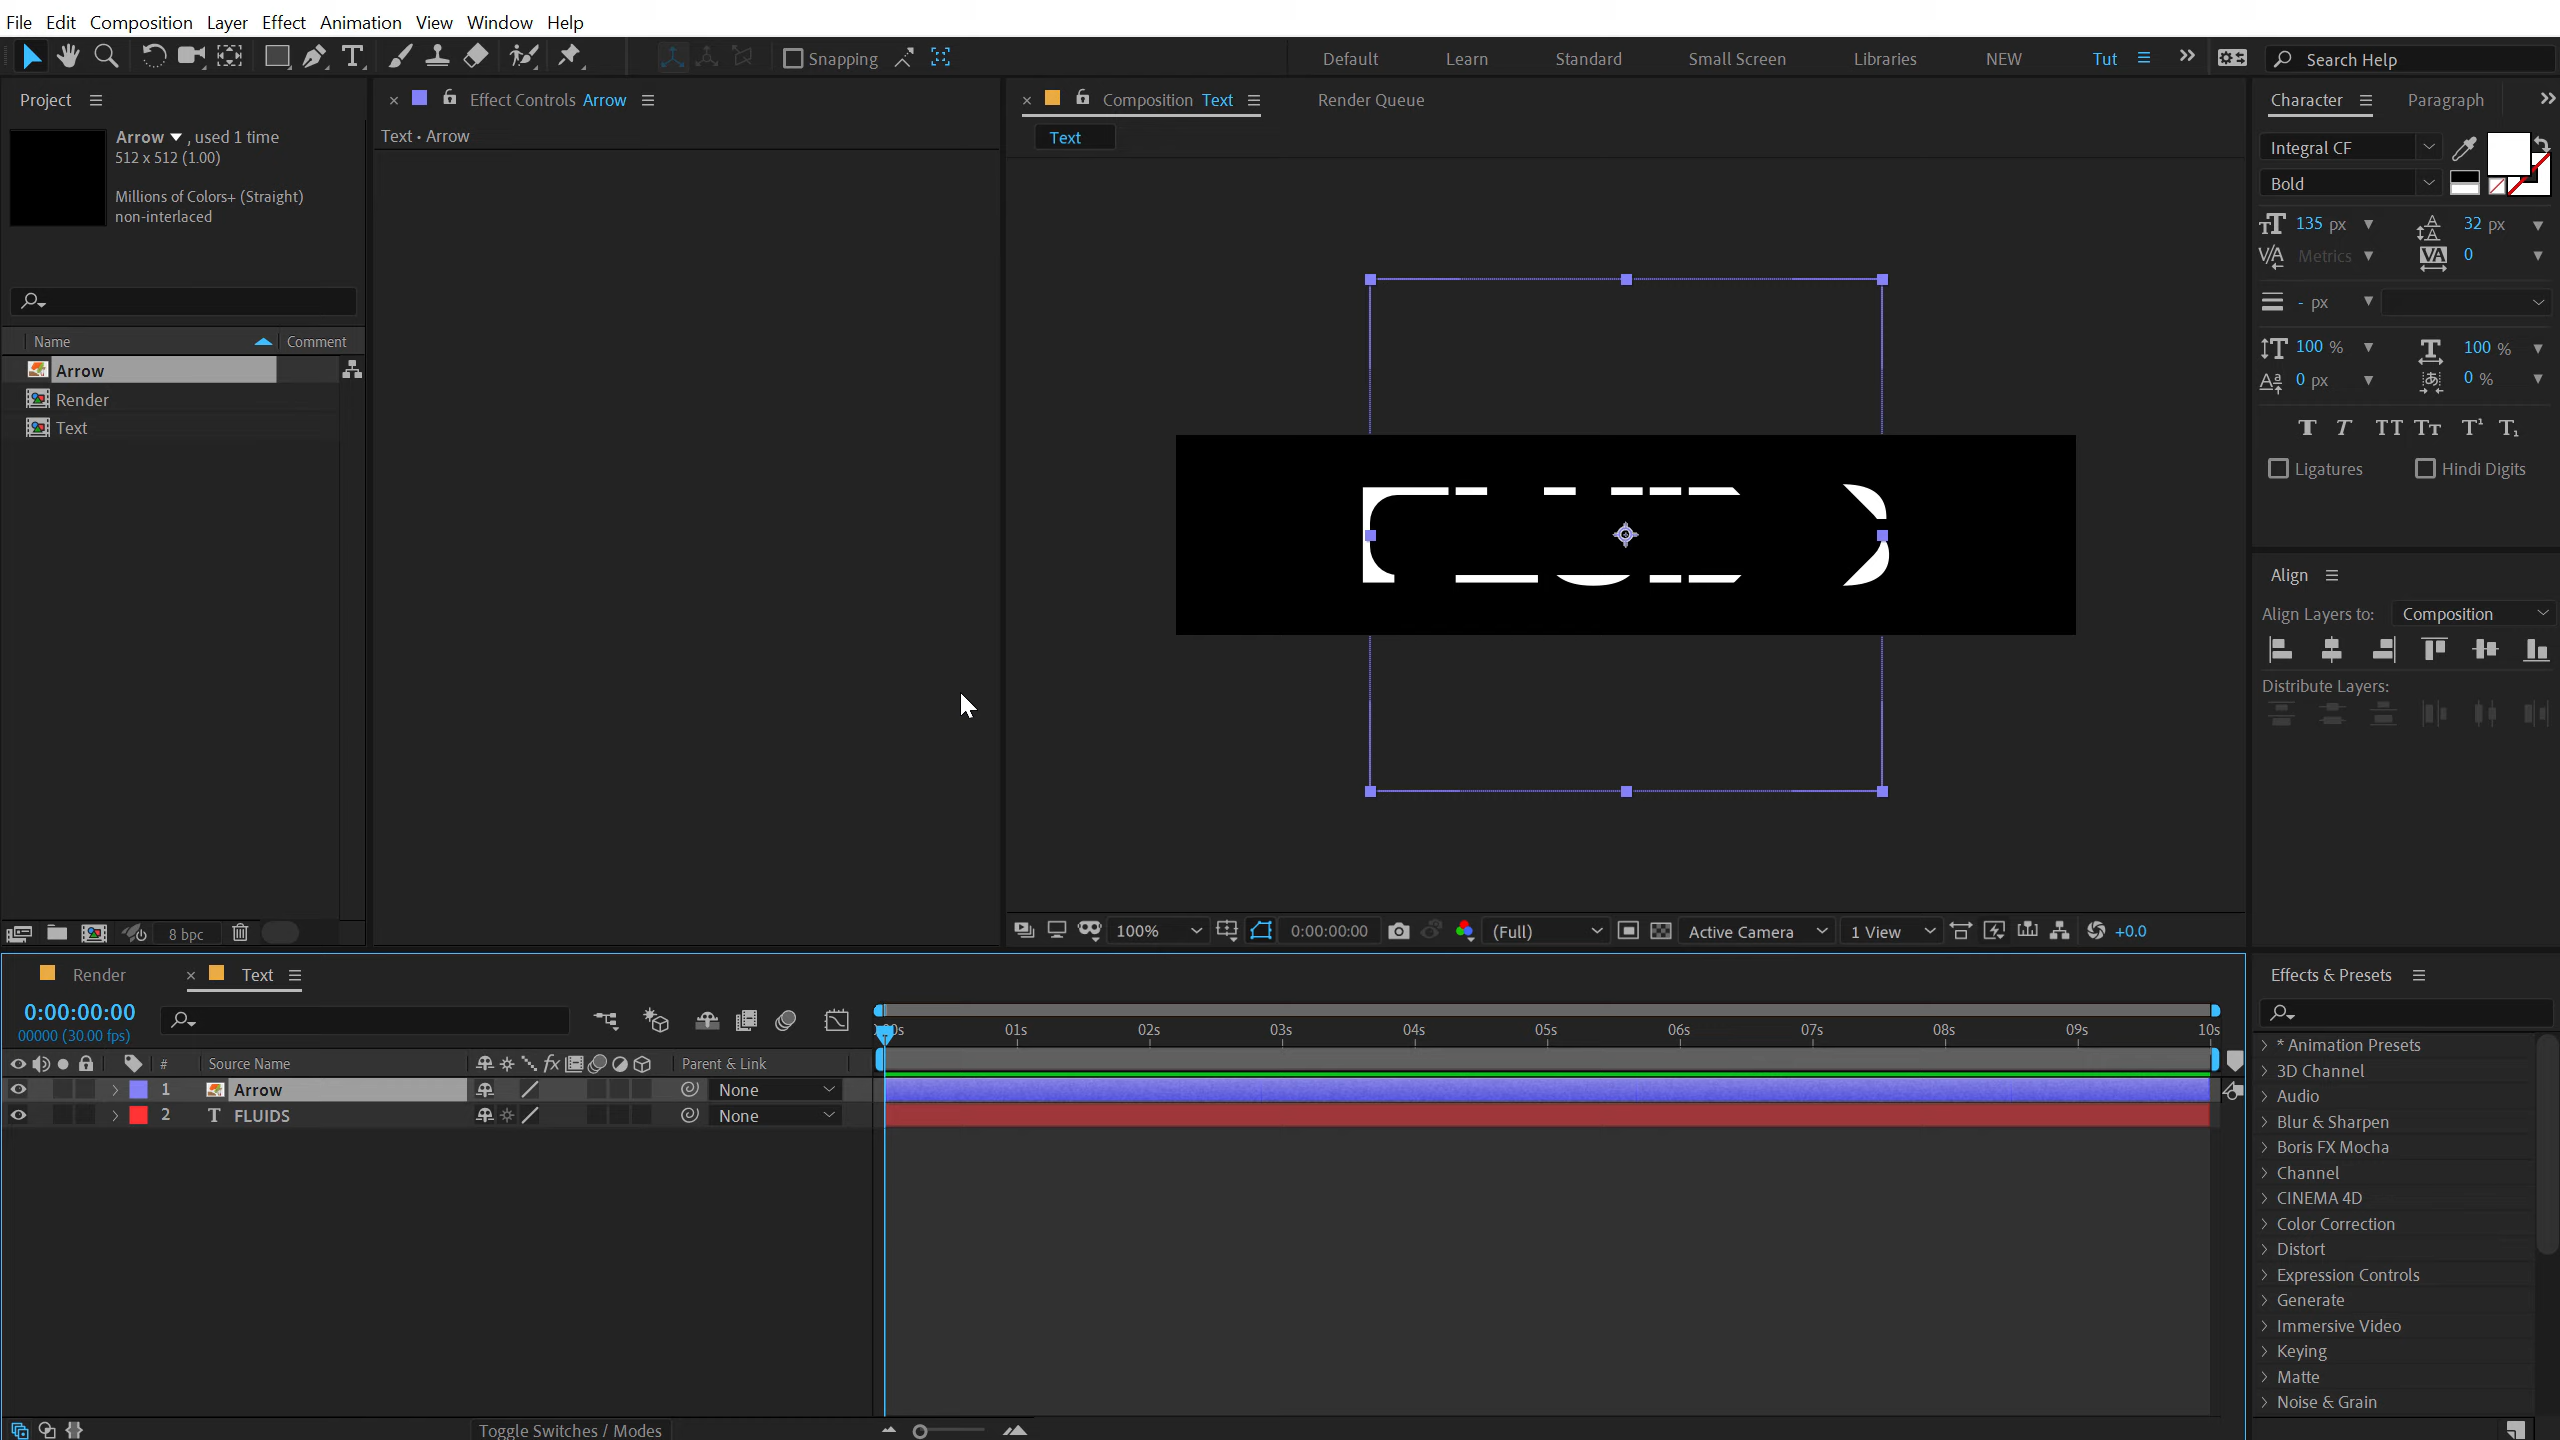 File Edit Composition Layer Effect Animation View Window Help
Snapping
Default Learn Standard Small Screen Libraries NEW Tut
Search Help
Project
Effect Controls Arrow
Composition Text
Render Queue
Character
Paragraph
Arrow , used 1 time
512 x 512 (1.00)
Millions of Colors+ (Straight)
non-interlaced
Text • Arrow
Text
Integral CF
Bold
135 px
32 px
Metrics
0
- px
100 %
100 %
0 px
0 %
Ligatures
Hindi Digits
Name
Comment
Arrow
Render
Text
Align
Align Layers to: Composition
Distribute Layers:
8 bpc
100%
0:00:00:00
(Full)
Active Camera
1 View
+0.0
Render
Text
Effects & Presets
0:00:00:00
00000 (30.00 fps)
01s 02s 03s 04s 05s 06s 07s 08s 09s 10s
# Source Name
Parent & Link
1 Arrow None
2 FLUIDS None
* Animation Presets
3D Channel
Audio
Blur & Sharpen
Boris FX Mocha
Channel
CINEMA 4D
Color Correction
Distort
Expression Controls
Generate
Immersive Video
Keying
Matte
Noise & Grain
Toggle Switches / Modes